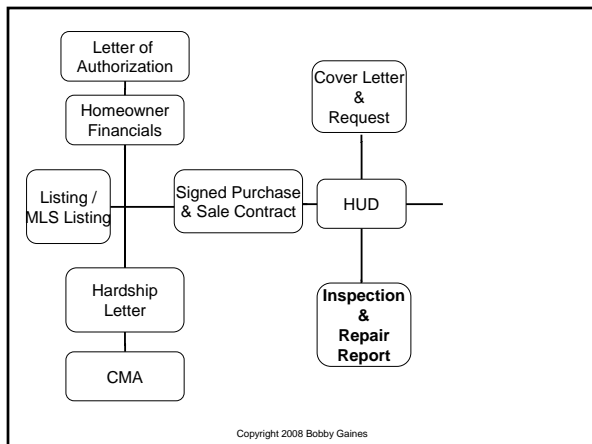 Letter of
Authorization
Homeowner
Financials
Listing /
MLS Listing
Hardship
Letter
CMA
Signed Purchase
& Sale Contract
Cover Letter
&
Request
HUD
Inspection
&
Repair
Report
Copyright 2008 Bobby Gaines